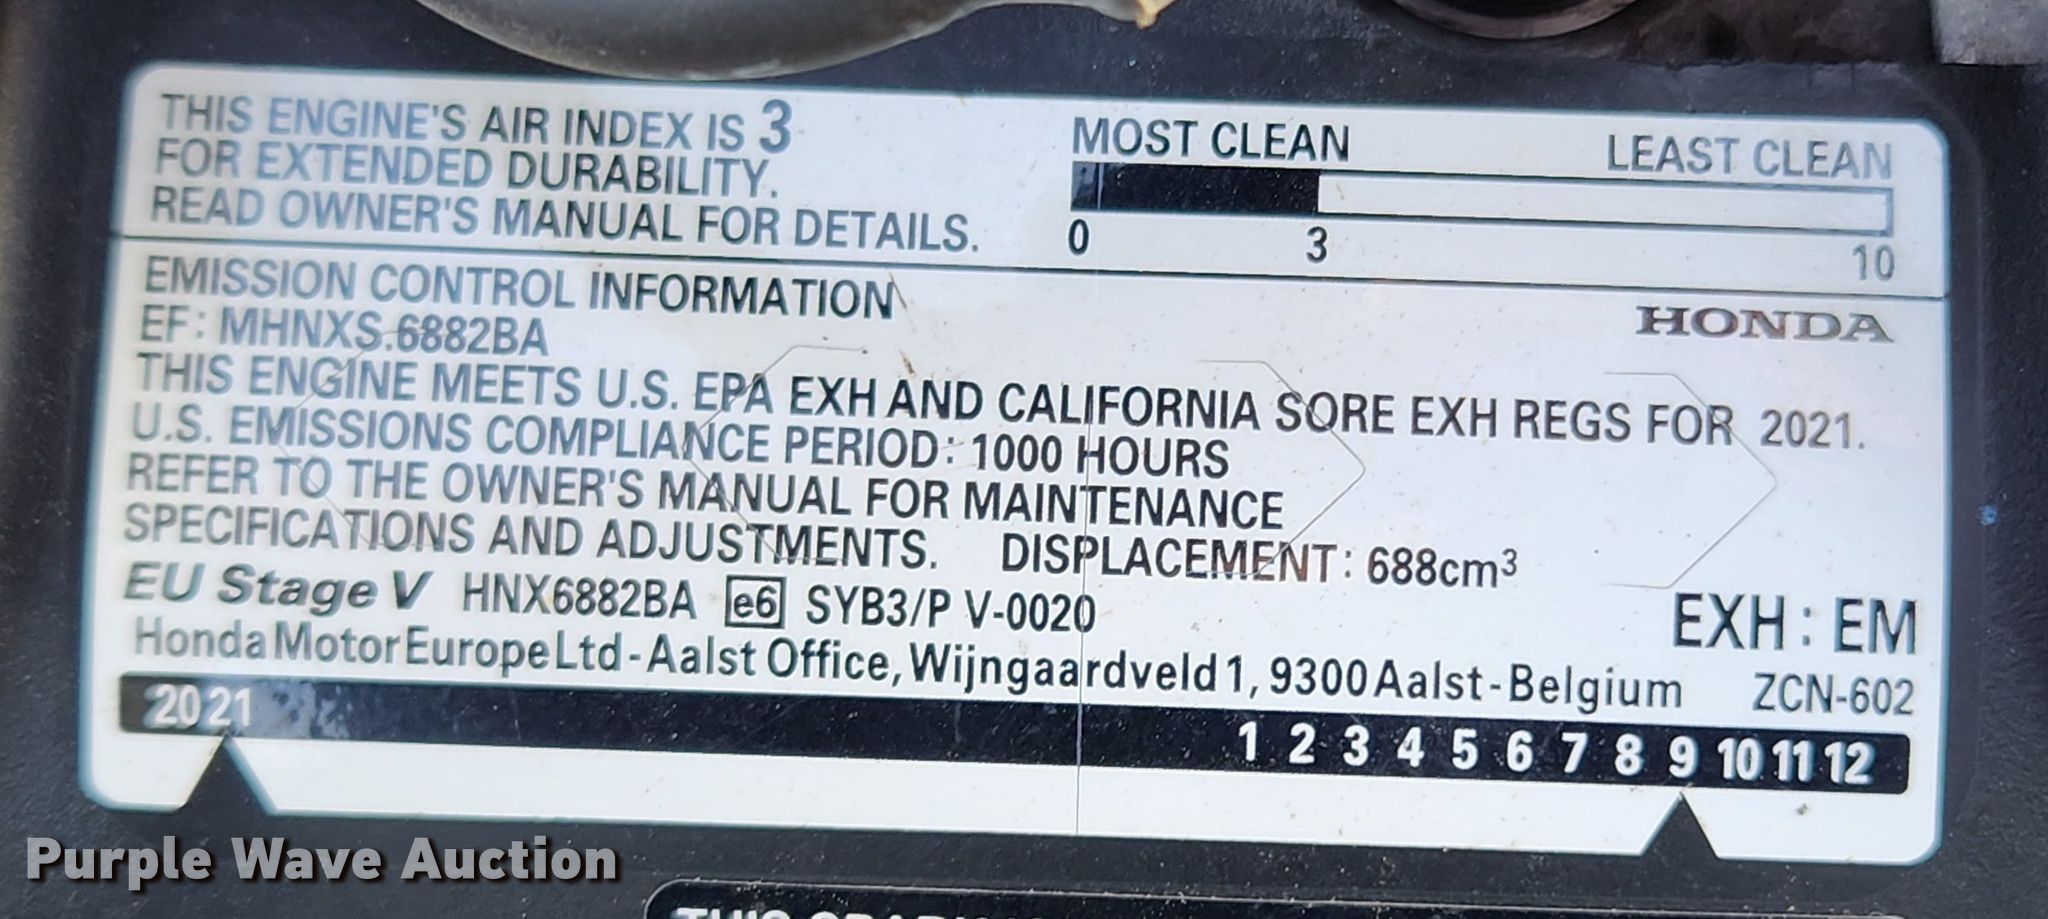 THIS ENGINE'S AIR INDEX IS 3
FOR EXTENDED DURABILITY.
READ OWNER'S MANUAL FOR DETAILS.
MOST CLEAN LEAST CLEAN
0 3 10
EMISSION CONTROL INFORMATION
HONDA
EF: MHNXS.6882BA
THIS ENGINE MEETS U.S. EPA EXH AND CALIFORNIA SORE EXH REGS FOR 2021.
U.S. EMISSIONS COMPLIANCE PERIOD: 1000 HOURS
REFER TO THE OWNER'S MANUAL FOR MAINTENANCE
SPECIFICATIONS AND ADJUSTMENTS. DISPLACEMENT: 688cm³
EU Stage V HNX6882BA e6 SYB3/P V-0020
EXH: EM
Honda Motor Europe Ltd - Aalst Office, Wijngaardveld 1, 9300 Aalst - Belgium
ZCN-602
2021 1 2 3 4 5 6 7 8 9 10 11 12
Purple Wave Auction
THIS